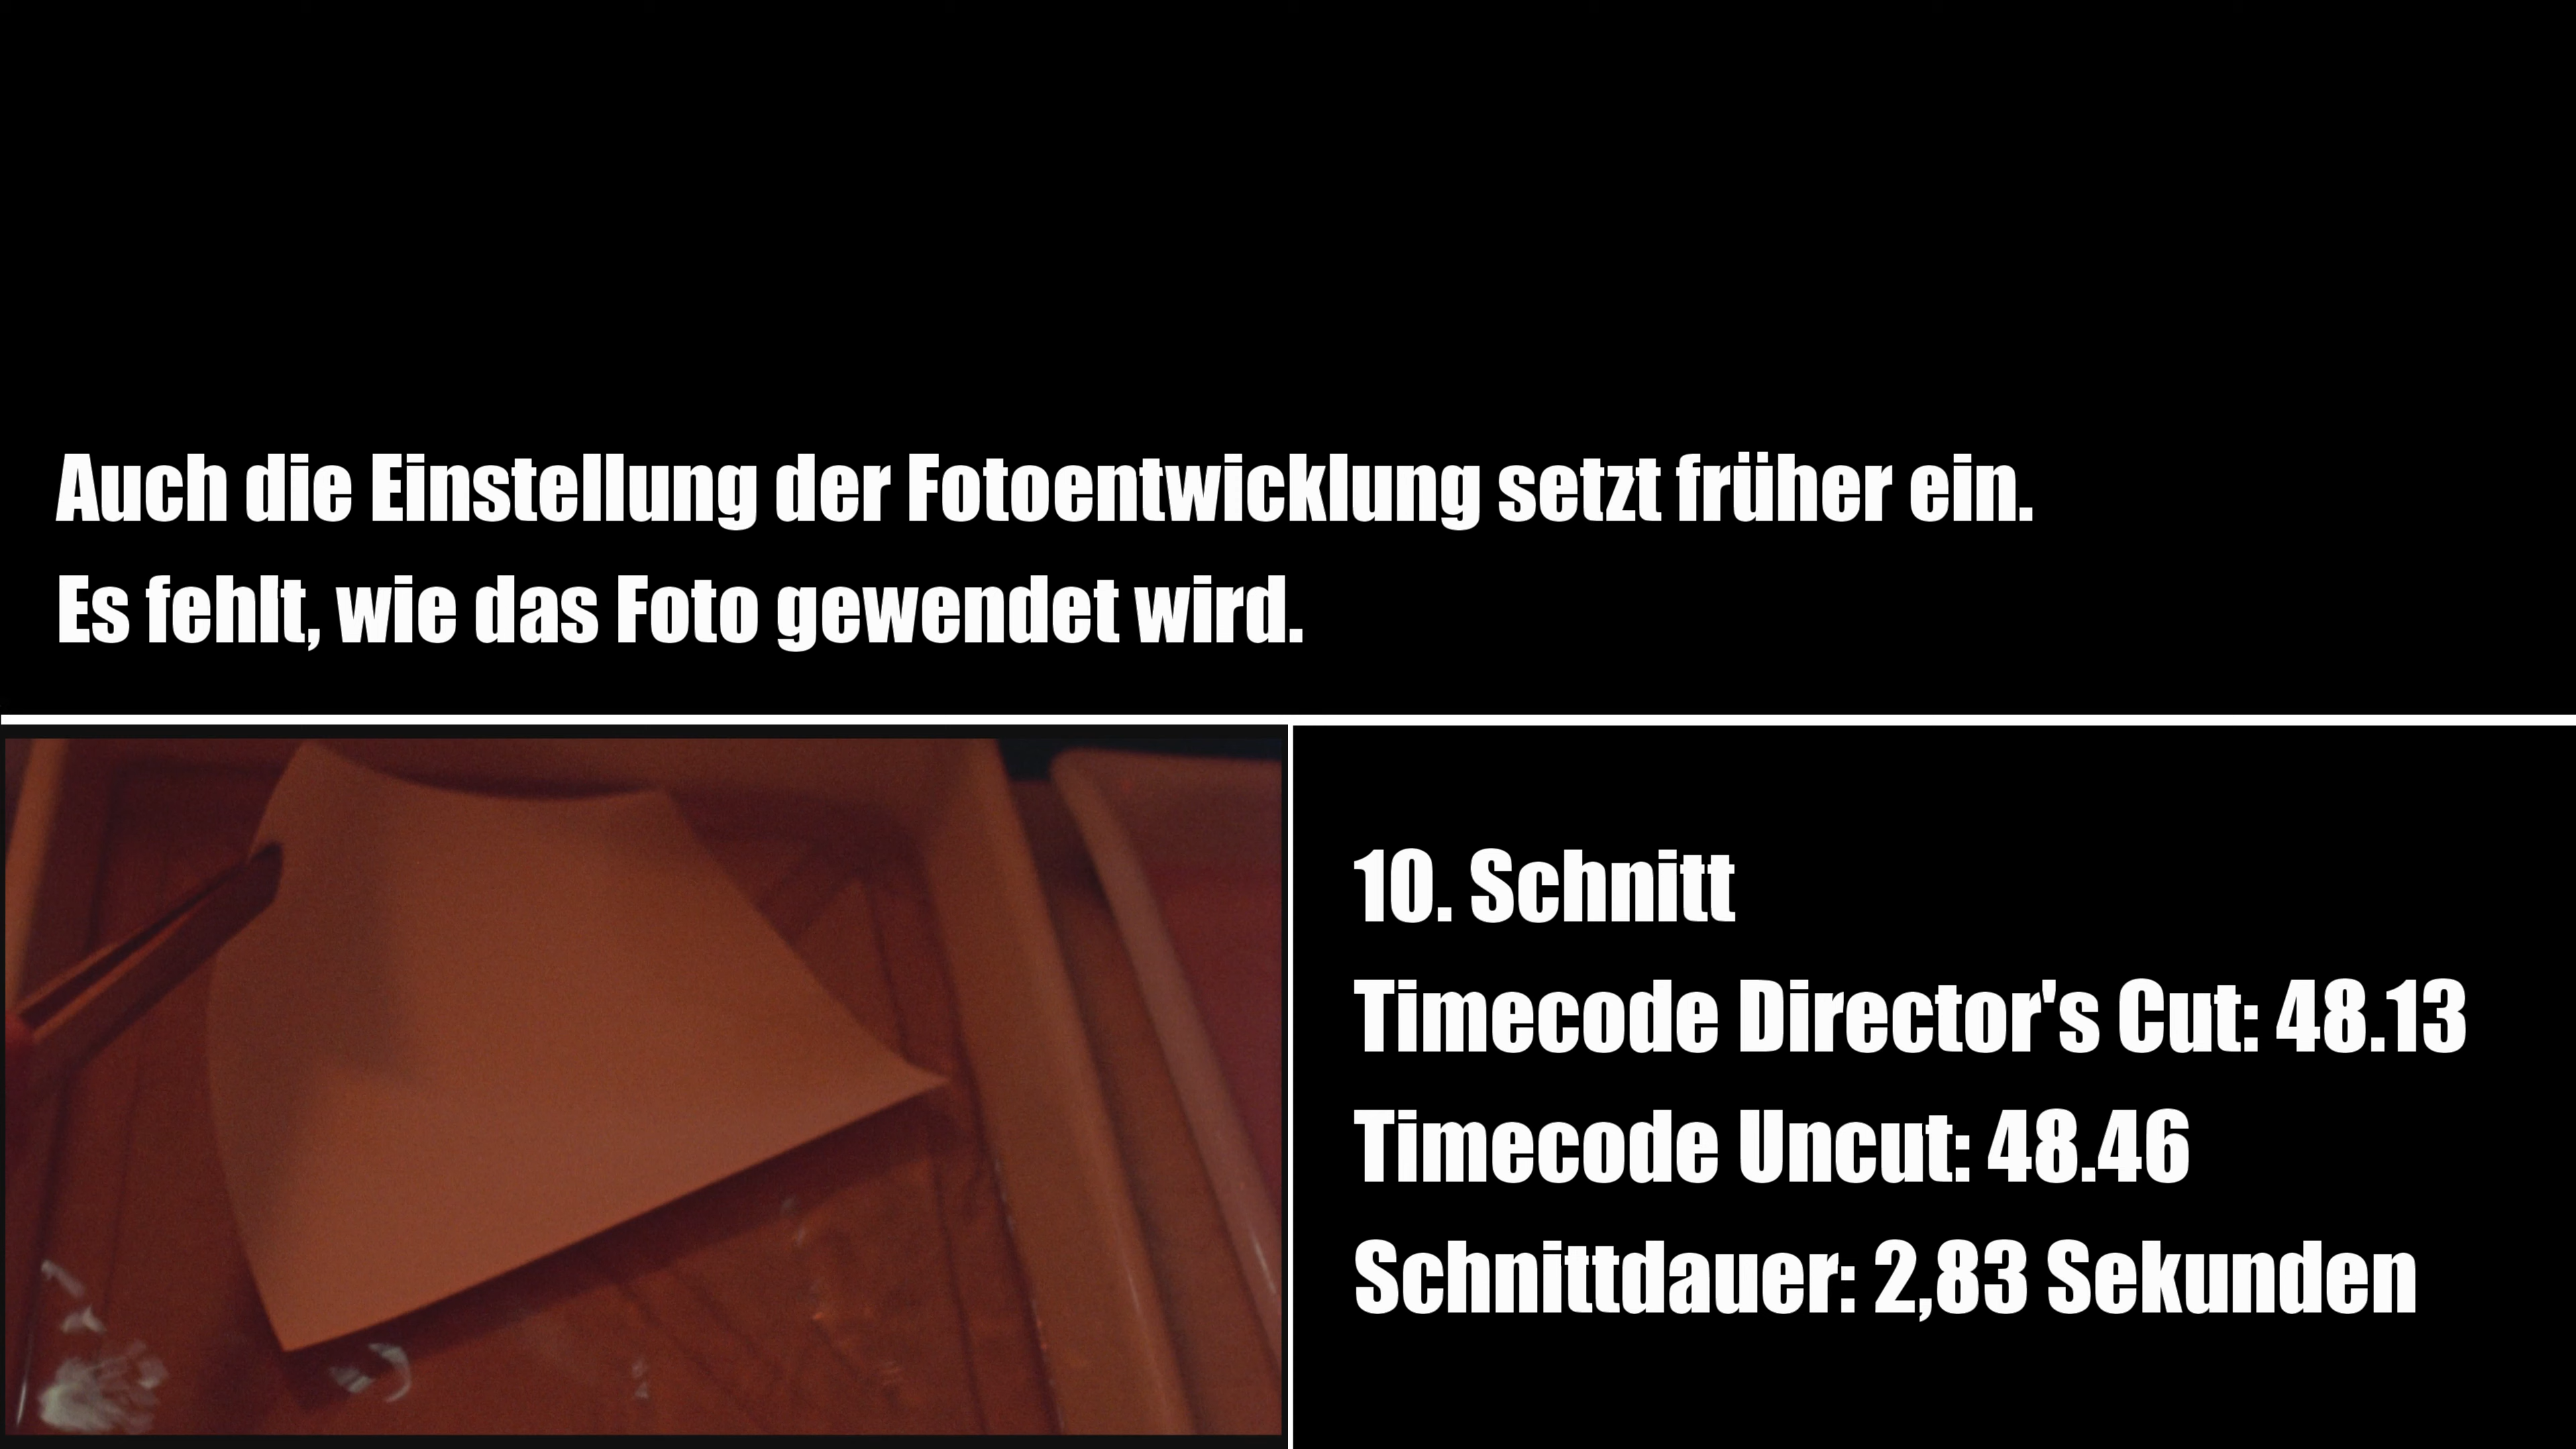 Auch die Einstellung der Fotoentwicklung setzt früher ein.
Es fehlt, wie das Foto gewendet wird.
10. Schnitt
Timecode Director's Cut: 48.13
Timecode Uncut: 48.46
Schnittdauer: 2,83 Sekunden